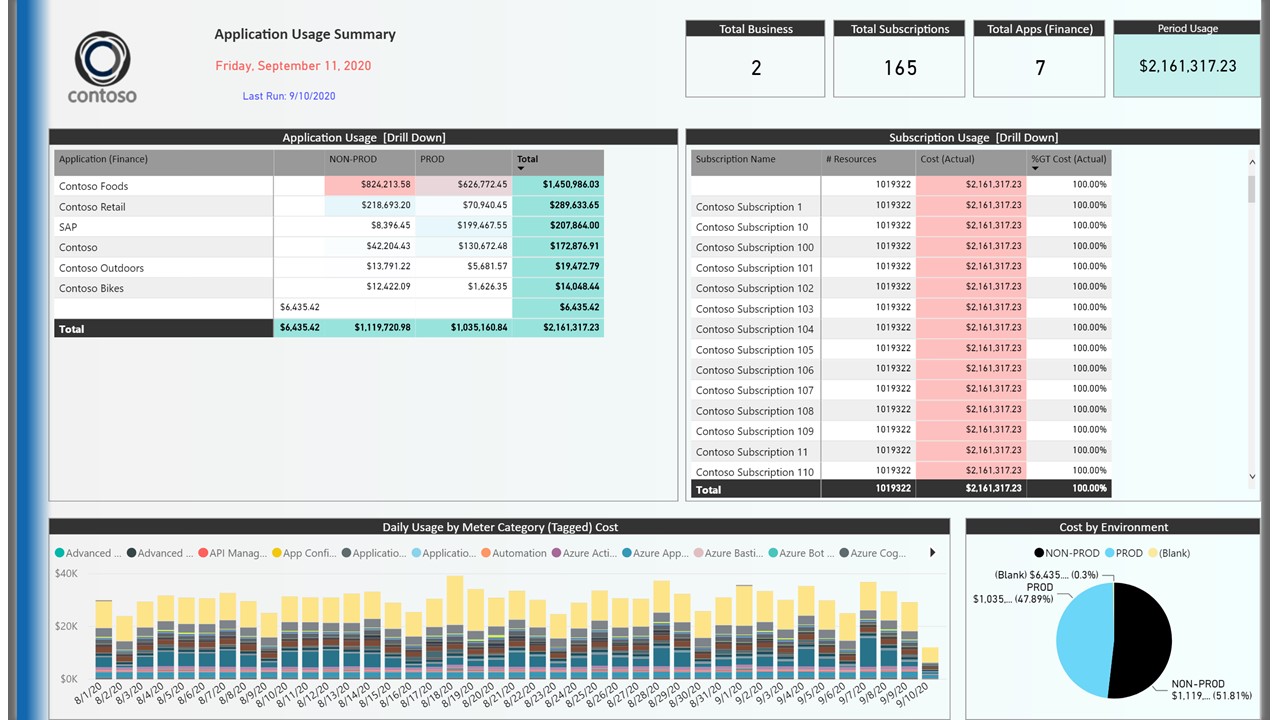 contoso
Application Usage Summary
Friday, September 11, 2020
Last Run: 9/10/2020
Total Business
2
Total Subscriptions
165
Total Apps (Finance)
7
Period Usage
$2,161,317.23
Application Usage [Drill Down]
Application (Finance) NON-PROD PROD Total
Contoso Foods $824,213.58 $626,772.45 $1,450,986.03
Contoso Retail $218,693.20 $70,940.45 $289,633.65
SAP $8,396.45 $199,467.55 $207,864.00
Contoso $42,204.43 $130,672.48 $172,876.91
Contoso Outdoors $13,791.22 $5,681.57 $19,472.79
Contoso Bikes $12,422.09 $1,626.35 $14,048.44
$6,435.42 $6,435.42
Total $6,435.42 $1,119,720.98 $1,035,160.84 $2,161,317.23
Subscription Usage [Drill Down]
Subscription Name # Resources Cost (Actual) %GT Cost (Actual)
1019322 $2,161,317.23 100.00%
Contoso Subscription 1 1019322 $2,161,317.23 100.00%
Contoso Subscription 10 1019322 $2,161,317.23 100.00%
Contoso Subscription 100 1019322 $2,161,317.23 100.00%
Contoso Subscription 101 1019322 $2,161,317.23 100.00%
Contoso Subscription 102 1019322 $2,161,317.23 100.00%
Contoso Subscription 103 1019322 $2,161,317.23 100.00%
Contoso Subscription 104 1019322 $2,161,317.23 100.00%
Contoso Subscription 105 1019322 $2,161,317.23 100.00%
Contoso Subscription 106 1019322 $2,161,317.23 100.00%
Contoso Subscription 107 1019322 $2,161,317.23 100.00%
Contoso Subscription 108 1019322 $2,161,317.23 100.00%
Contoso Subscription 109 1019322 $2,161,317.23 100.00%
Contoso Subscription 11 1019322 $2,161,317.23 100.00%
Contoso Subscription 110 1019322 $2,161,317.23 100.00%
Total 1019322 $2,161,317.23 100.00%
Daily Usage by Meter Category (Tagged) Cost
Advanced ... Advanced ... API Manag... App Confi... Applicatio... Applicatio... Automation Azure Acti... Azure App... Azure Basti... Azure Bot ... Azure Cog...
$40K
$20K
$0K
8/1/20 8/2/20 8/3/20 8/4/20 8/5/20 8/6/20 8/7/20 8/8/20 8/9/20 8/10/20 8/11/20 8/12/20 8/13/20 8/14/20 8/15/20 8/16/20 8/17/20 8/18/20 8/19/20 8/20/20 8/21/20 8/22/20 8/23/20 8/24/20 8/25/20 8/26/20 8/27/20 8/28/20 8/29/20 8/30/20 8/31/20 9/1/20 9/2/20 9/3/20 9/4/20 9/5/20 9/6/20 9/7/20 9/8/20 9/9/20 9/10/20
Cost by Environment
NON-PROD PROD (Blank)
(Blank) $6,435.... (0.3%)
PROD
$1,035,... (47.89%)
NON-PROD
$1,119,... (51.81%)